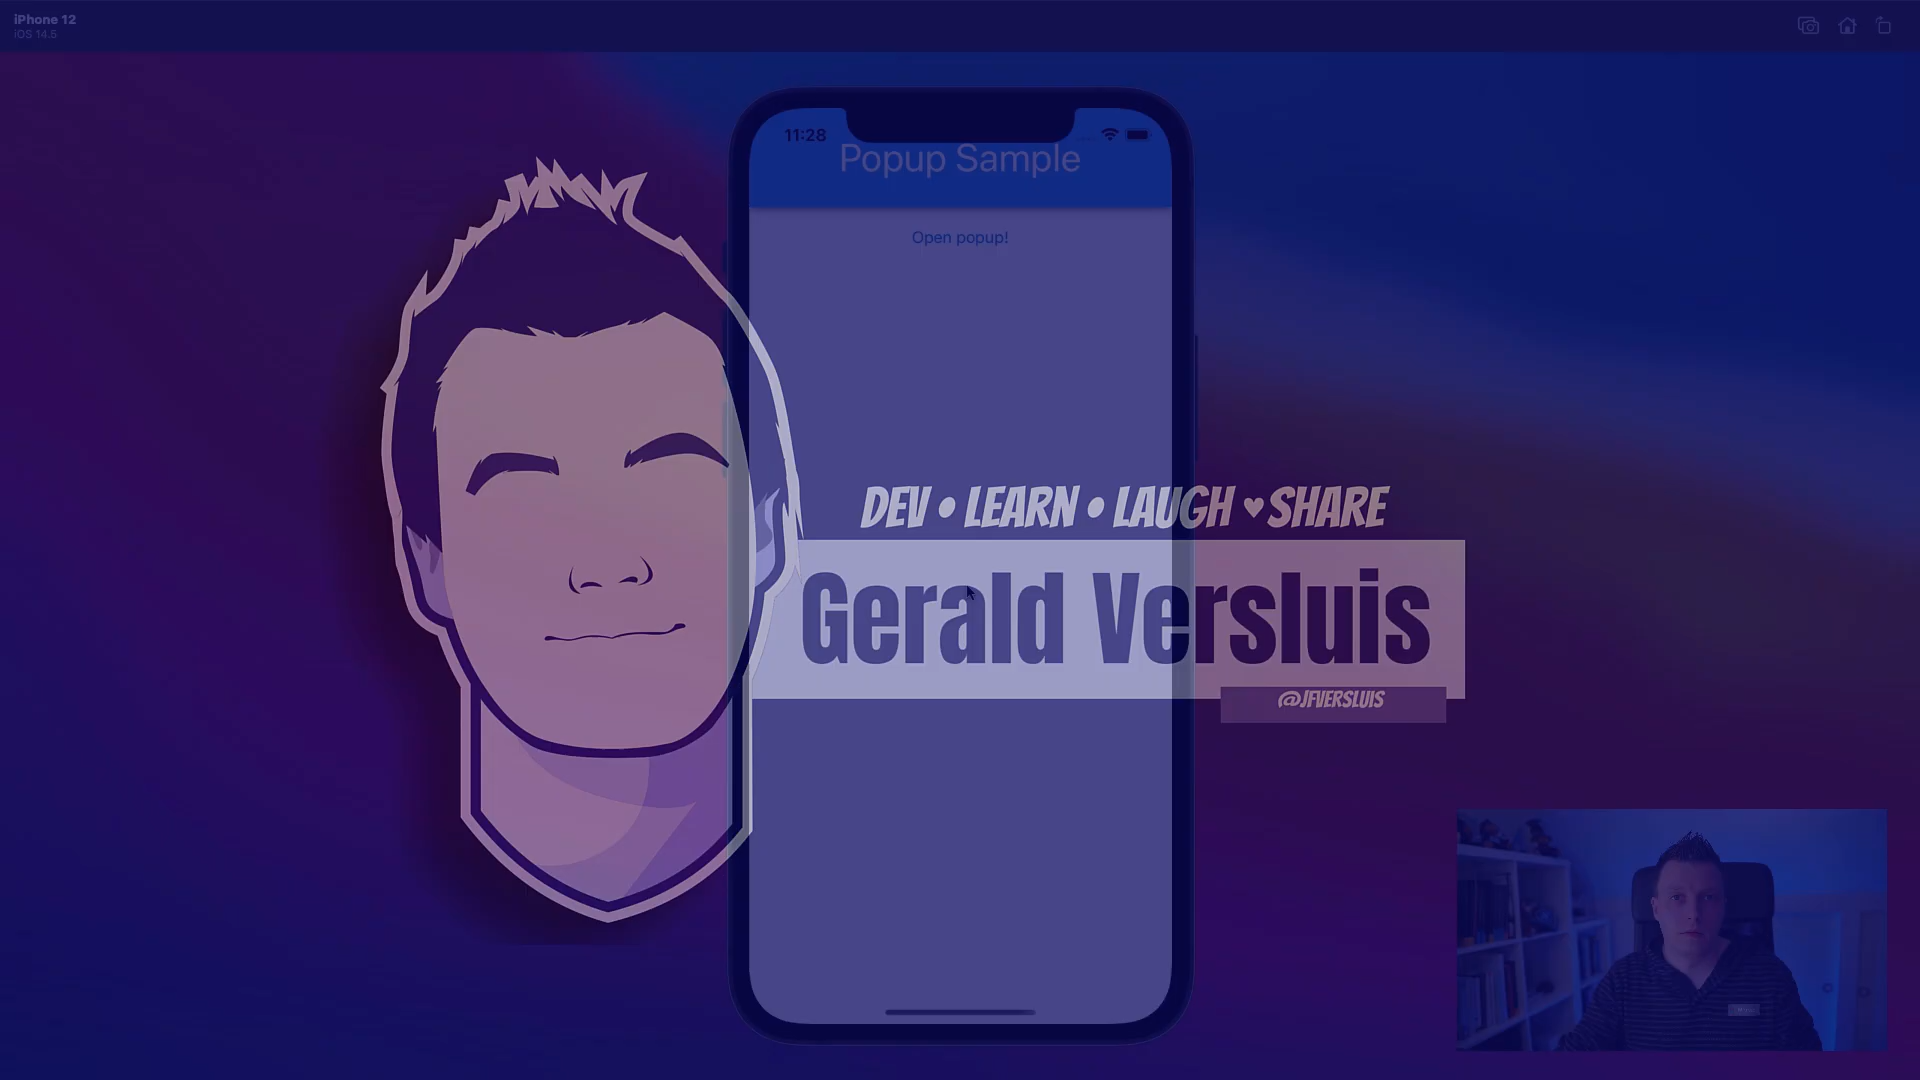 iPhone 12
iOS 14.5
11:28
Popup Sample
Open popup!
DEV • LEARN • LAUGH ♥ SHARE
Gerald Versluis
@JFVERSLUIS